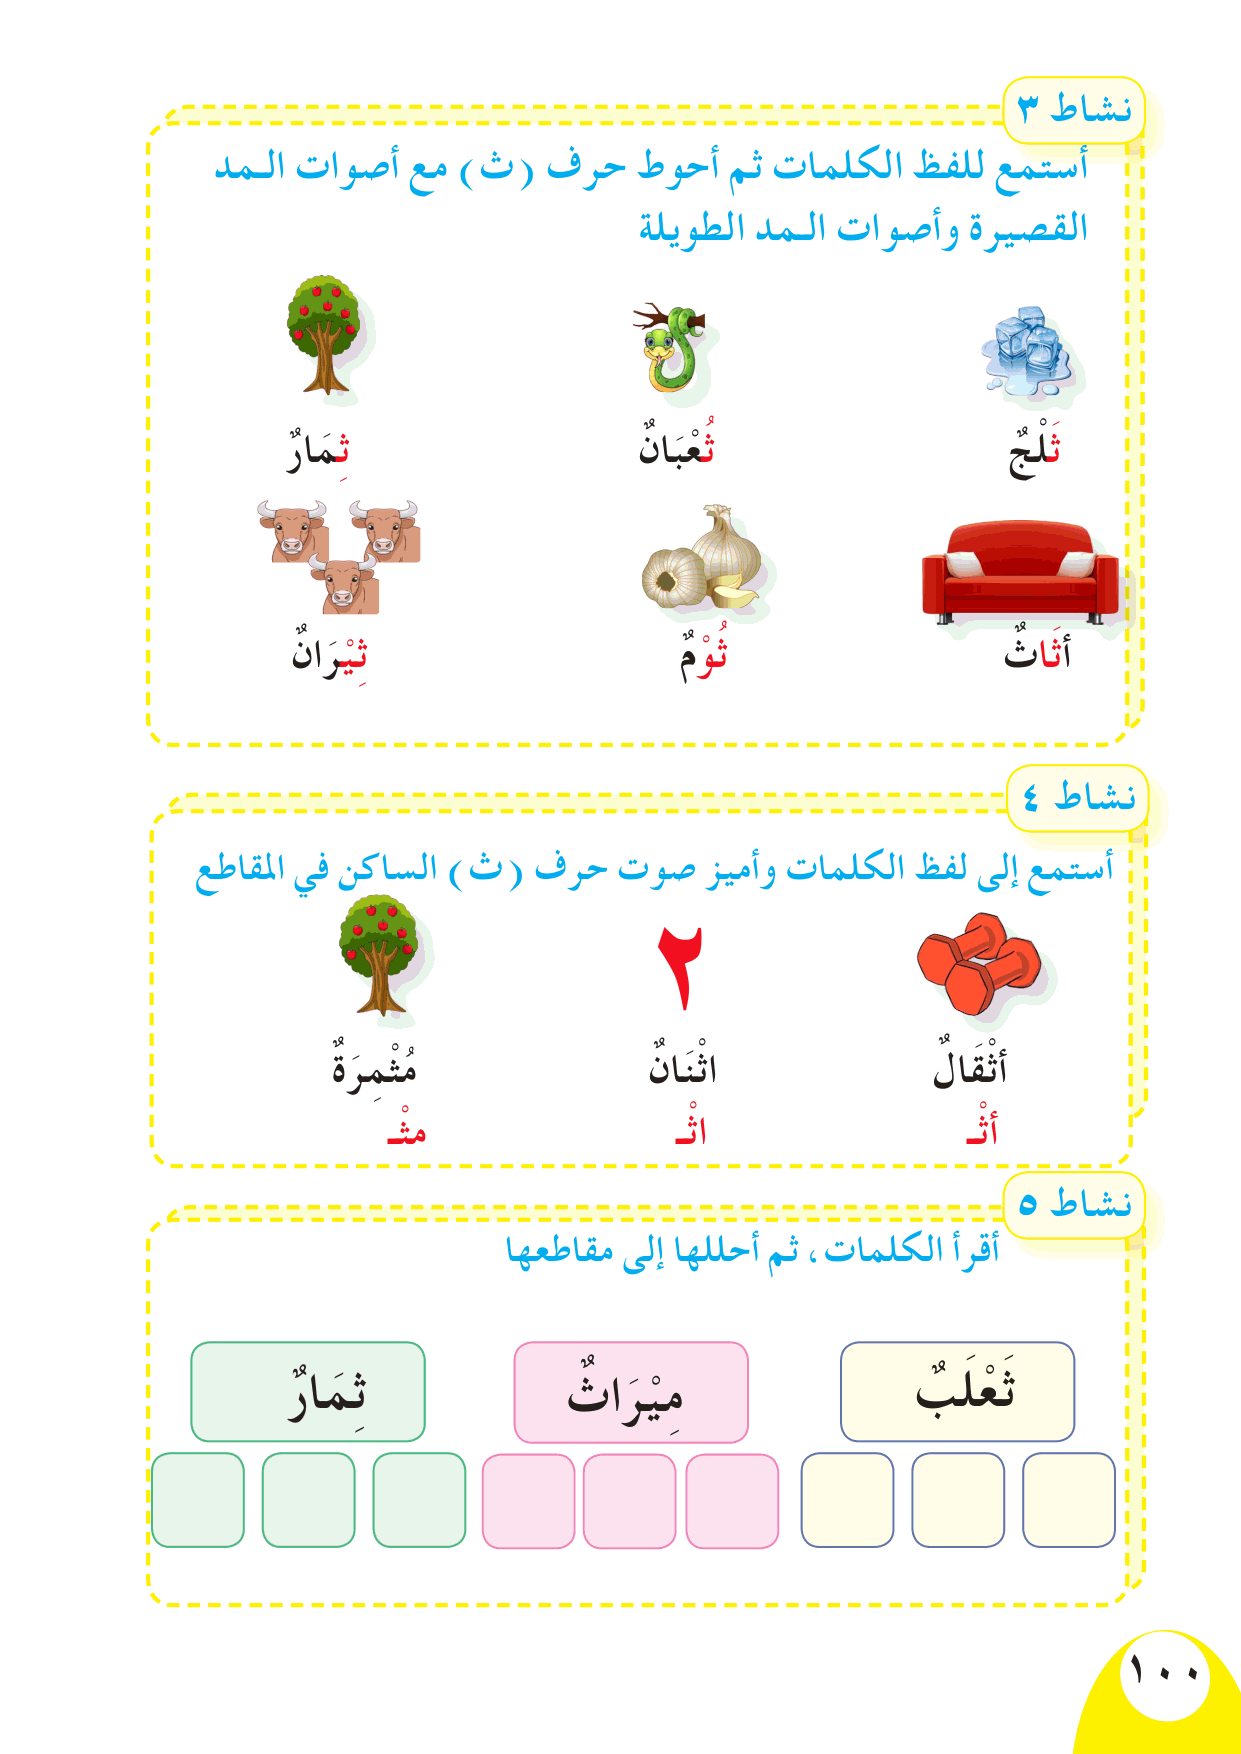 نشاط ٣
أستمع للفظ الكلمات ثم أحوط حرف (ث) مع أصوات الـمد
القصيرة وأصوات الـمد الطويلة
ثَلْجٌ ثُعْبَانٌ ثِمَارٌ
أثَاثٌ ثُوْمٌ ثِيْرَانٌ
نشاط ٤
أستمع إلى لفظ الكلمات وأميز صوت حرف (ث) الساكن في المقاطع
٢
أثْقَالٌ اثْنَانٌ مُثْمِرَةٌ
أثْـ اثْـ مثْـ
نشاط ٥
أقرأ الكلمات، ثم أحللها إلى مقاطعها
ثَعْلَبٌ مِيْرَاثٌ ثِمَارٌ
١٠٠